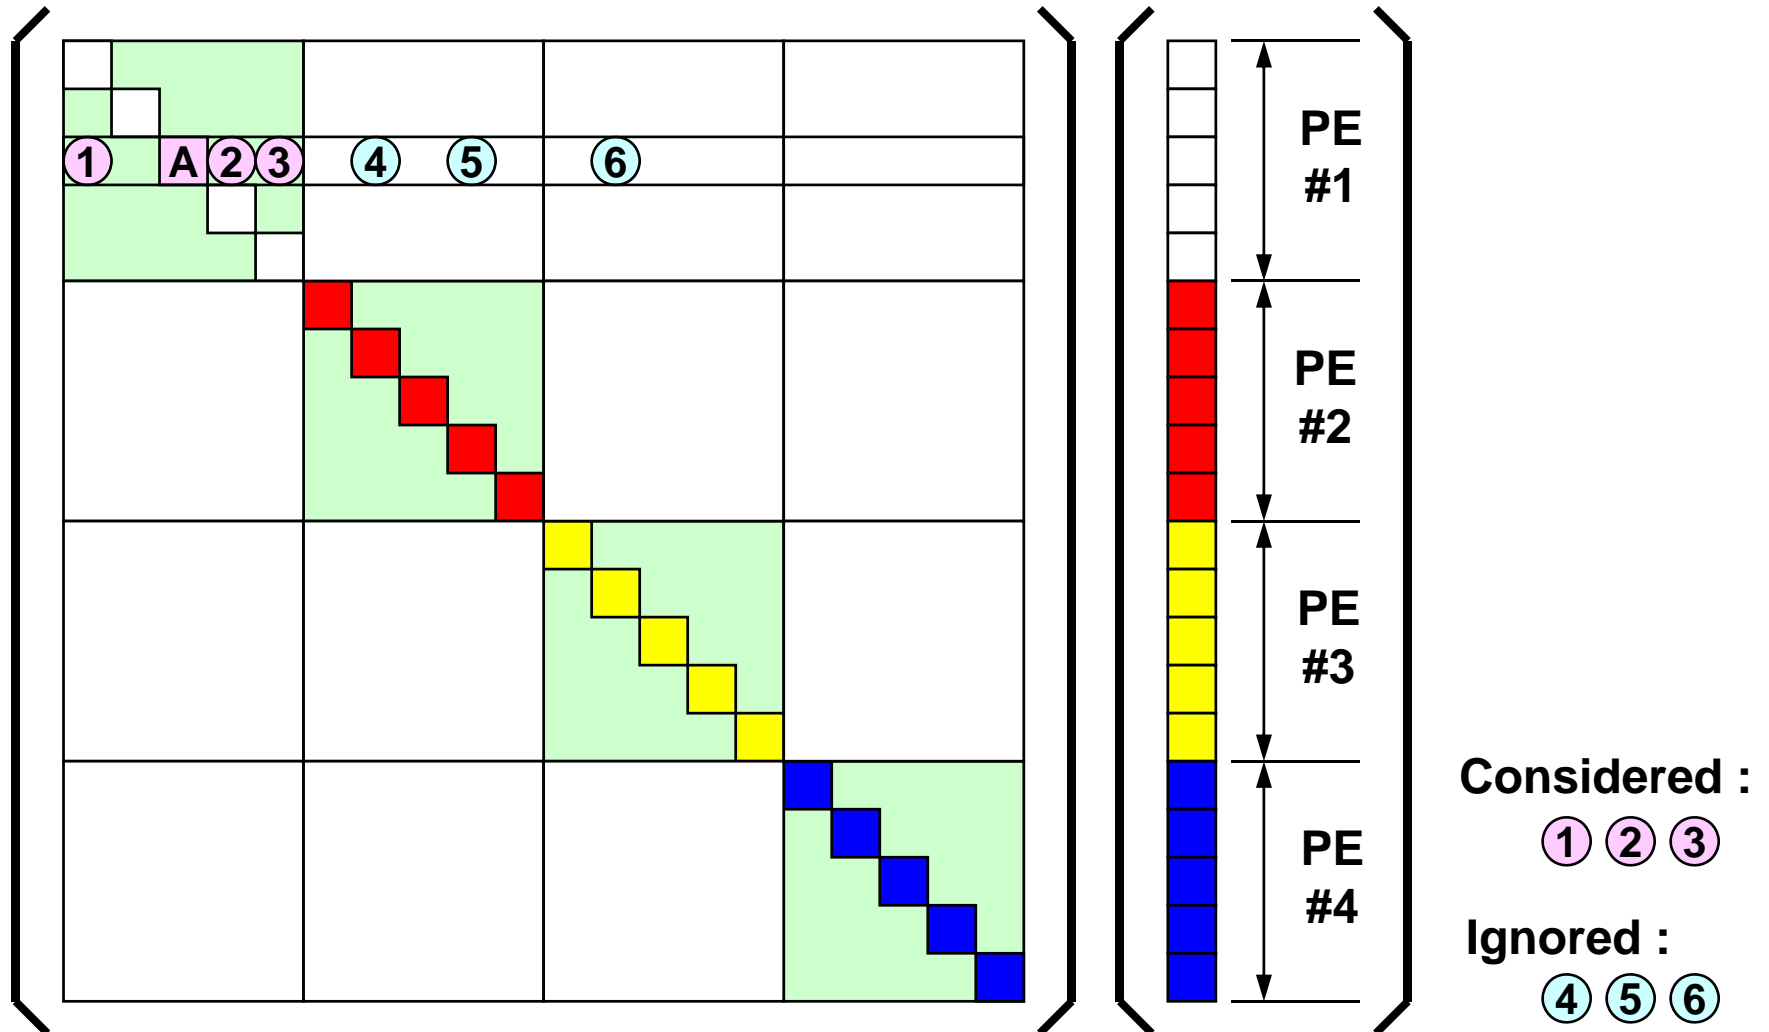 1 A 2 3 4 5 6
PE
#1
PE
#2
PE
#3
PE
#4
Considered :
1 2 3
Ignored :
4 5 6